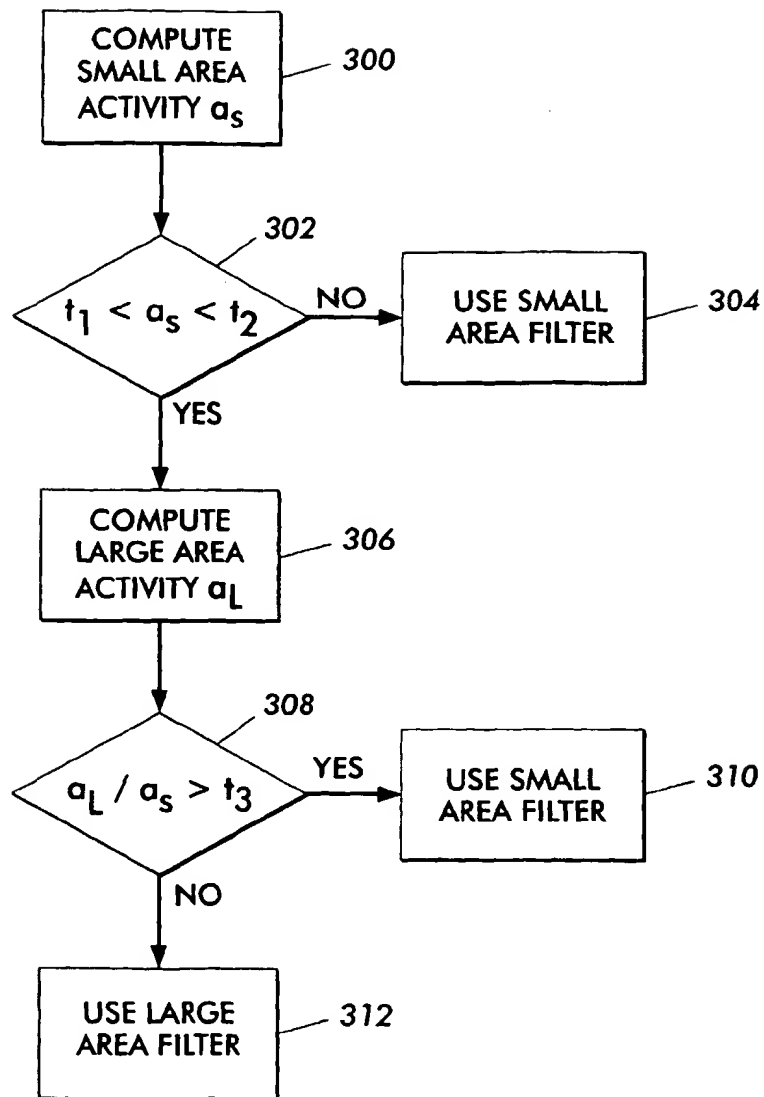 COMPUTE
SMALL AREA
ACTIVITY aS
300
302
t1 < aS < t2
NO
USE SMALL
AREA FILTER
304
YES
COMPUTE
LARGE AREA
ACTIVITY aL
306
308
aL / aS > t3
YES
USE SMALL
AREA FILTER
310
NO
USE LARGE
AREA FILTER
312